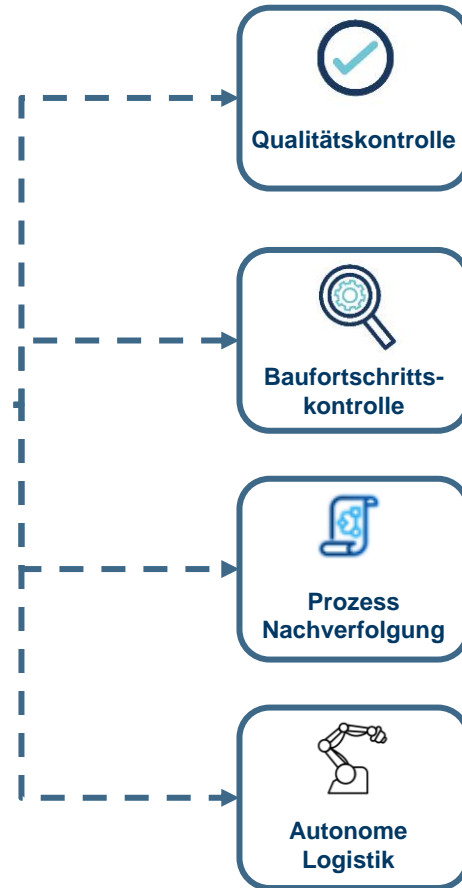 Qualitätskontrolle
Baufortschritts-
kontrolle
Prozess
Nachverfolgung
Autonome
Logistik